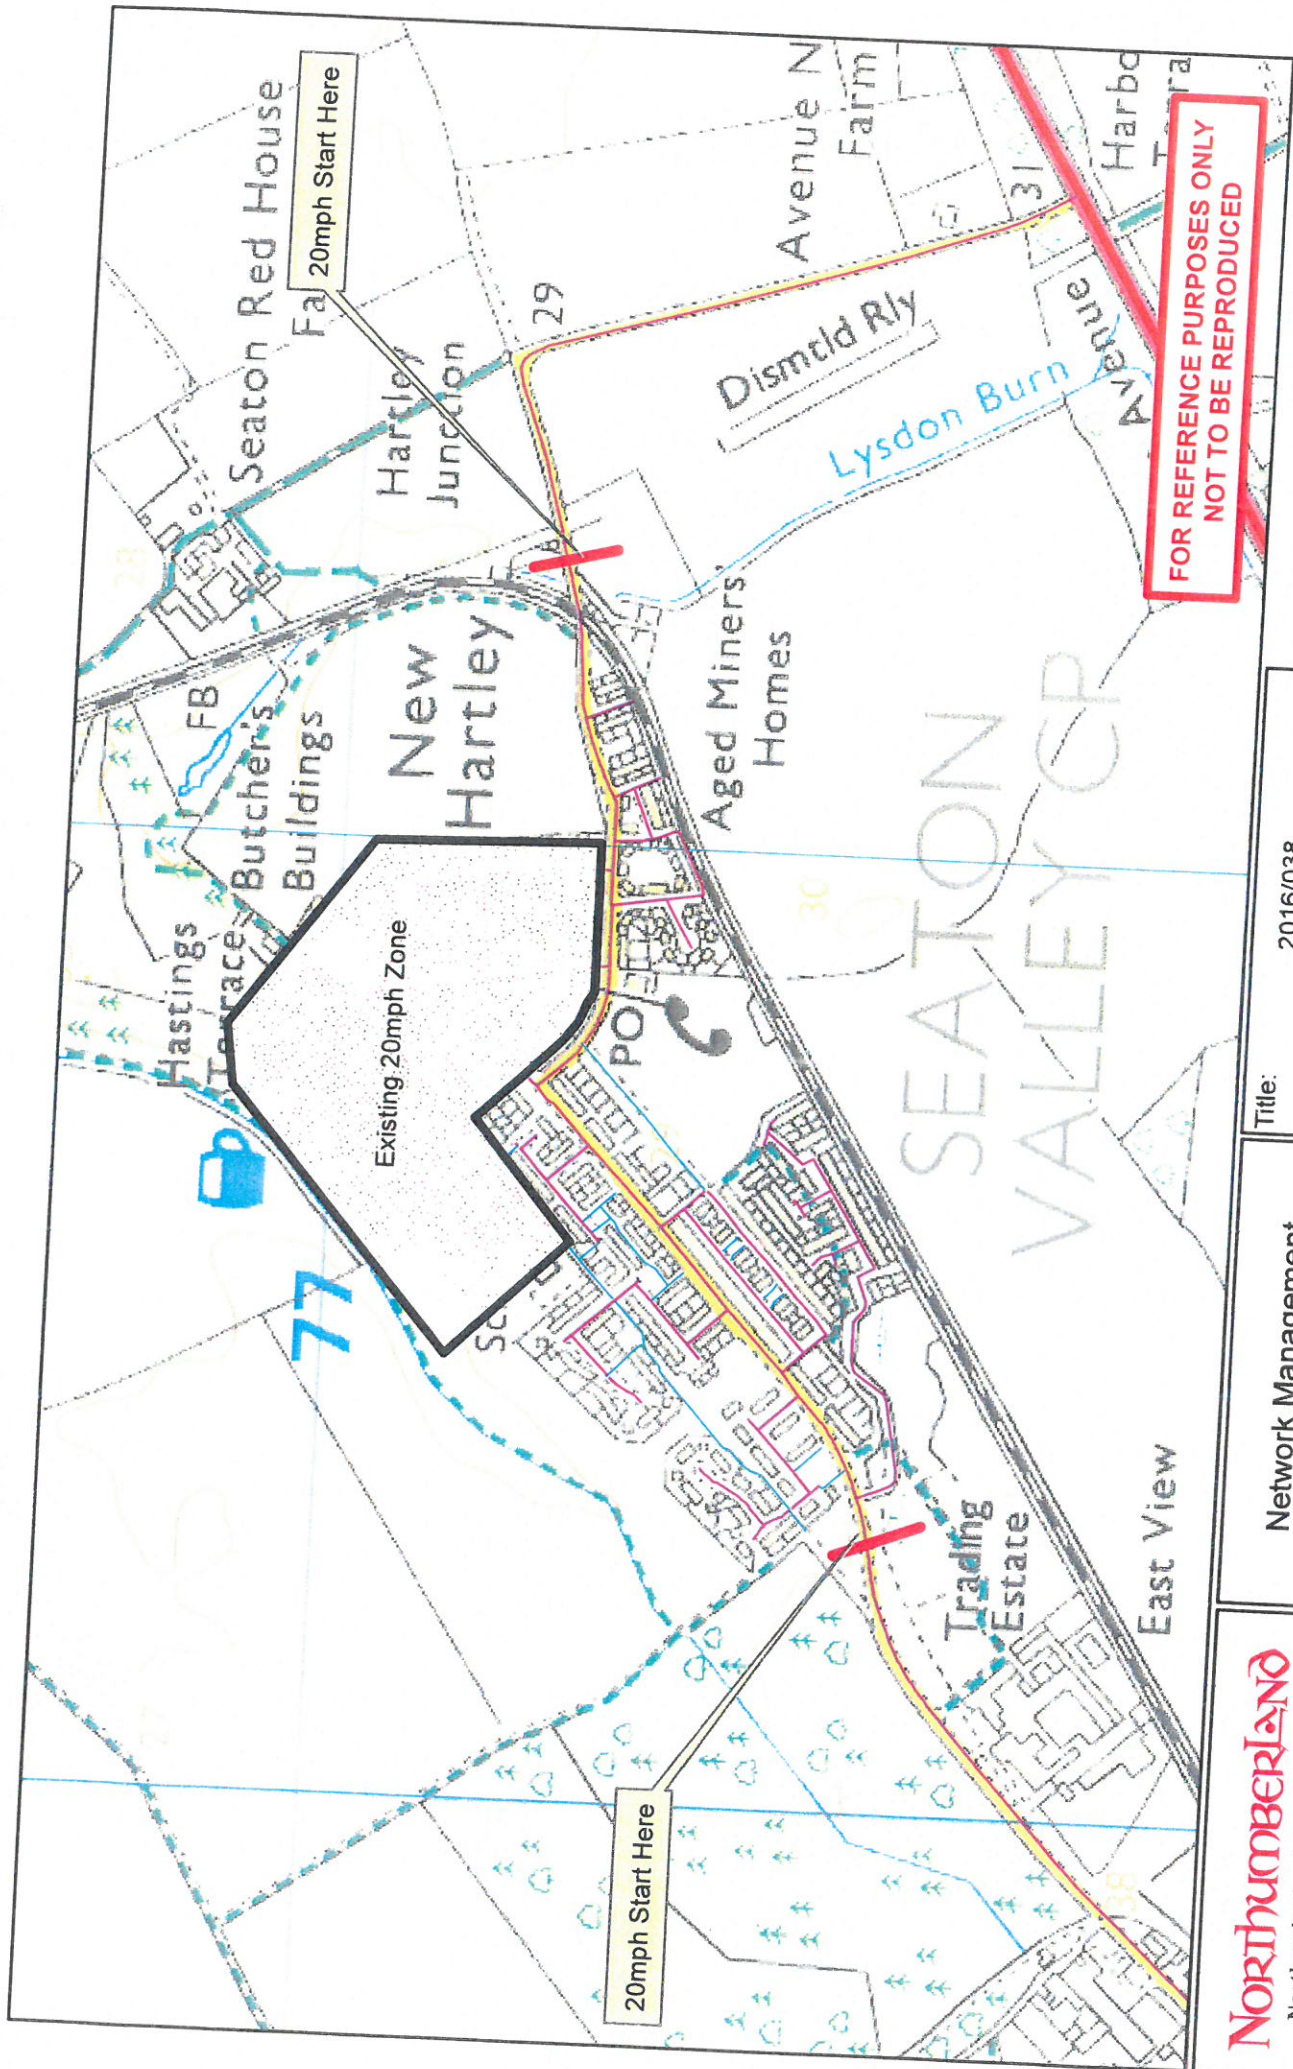 20mph Start Here
Seaton Red House
Fa
28
Hartley
Junction
29
Avenue N
Farm
31
Harbo
Terra
Dismtld Rly
Lysdon Burn
Avenue
FOR REFERENCE PURPOSES ONLY
NOT TO BE REPRODUCED
FB
Butcher's
Buildings
Hastings
Terrace
New
Hartley
Existing 20mph Zone
77
PO
Aged Miners'
Homes
30
SEATON
VALLEY CP
Sc
20mph Start Here
Trading
Estate
East View
38
NORTHUMBERLAND
Network Management
Title:
2016/038